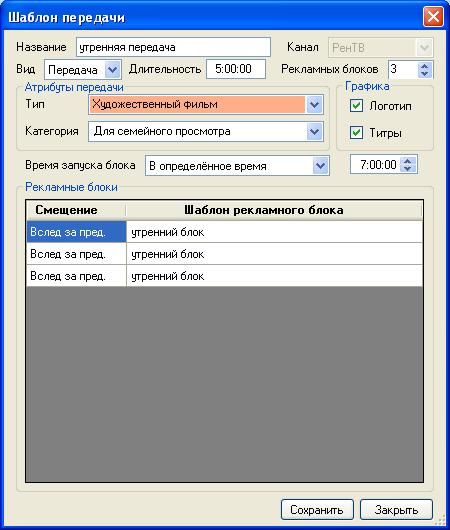 Шаблон передачи
Название утренняя передача Канал РенТВ
Вид Передача Длительность 5:00:00 Рекламных блоков 3
Атрибуты передачи Графика
Тип Художественный фильм Логотип
Категория Для семейного просмотра Титры
Время запуска блока В определённое время 7:00:00
Рекламные блоки
Смещение Шаблон рекламного блока
Вслед за пред. утренний блок
Вслед за пред. утренний блок
Вслед за пред. утренний блок
Сохранить Закрыть